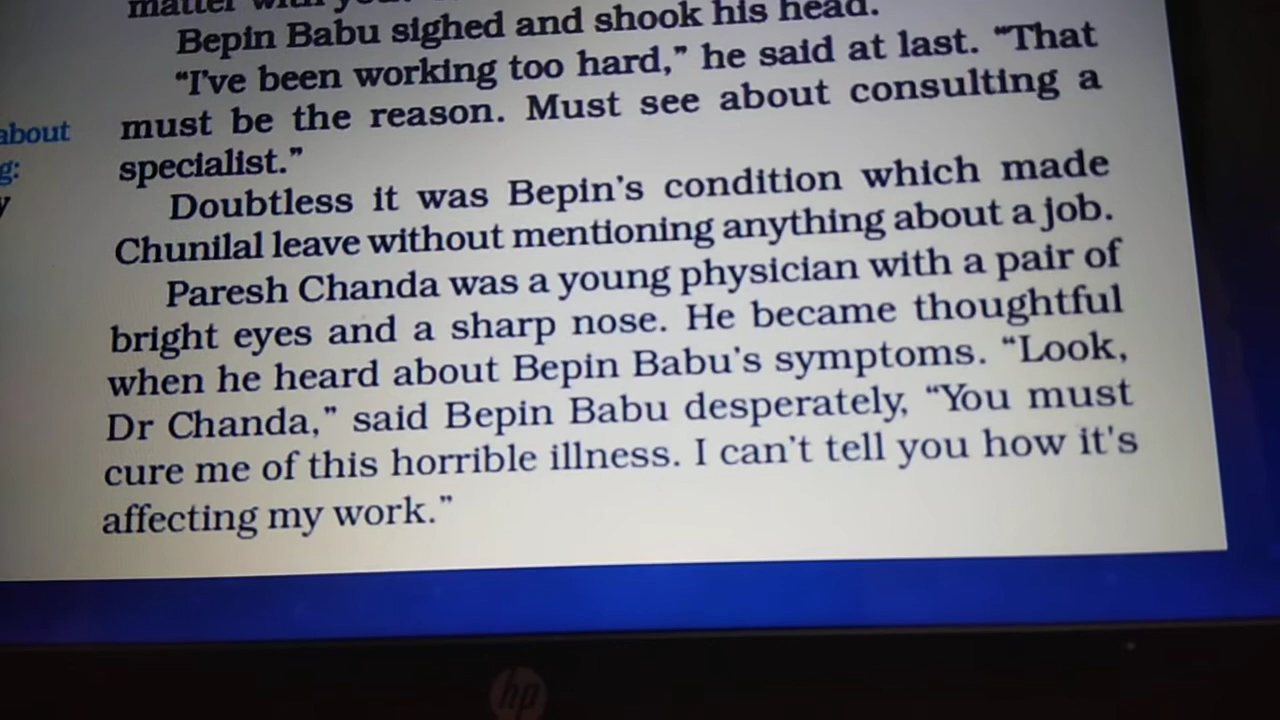 matter with you
Bepin Babu sighed and shook his head.
“I’ve been working too hard,” he said at last. “That
must be the reason. Must see about consulting a
specialist.”
Doubtless it was Bepin’s condition which made
Chunilal leave without mentioning anything about a job.
Paresh Chanda was a young physician with a pair of
bright eyes and a sharp nose. He became thoughtful
when he heard about Bepin Babu’s symptoms. “Look,
Dr Chanda,” said Bepin Babu desperately, “You must
cure me of this horrible illness. I can’t tell you how it's
affecting my work.”
about
g:
y
hp